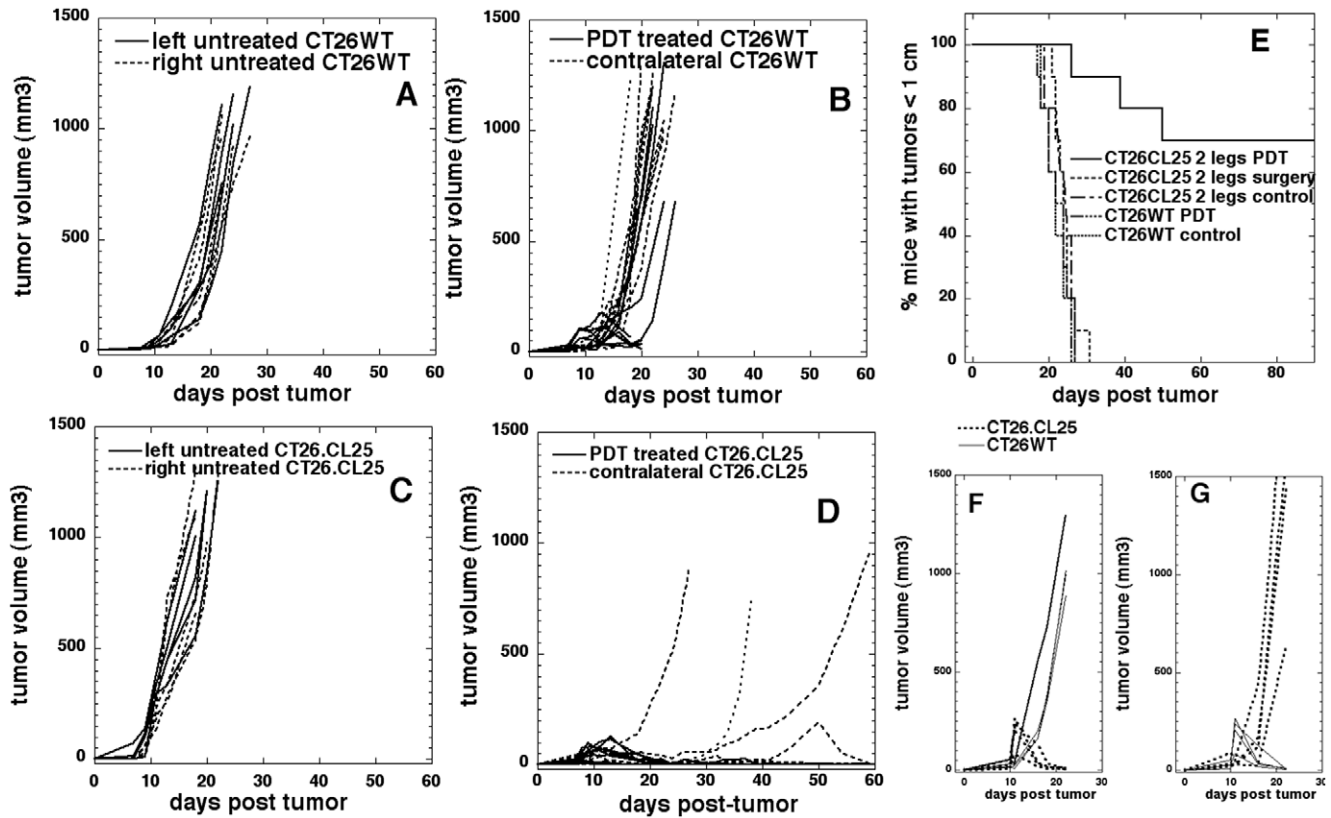 1500
left untreated CT26WT
right untreated CT26WT
A
1000
500
0
tumor volume (mm3)
0 10 20 30 40 50 60
days post tumor
1500
PDT treated CT26WT
contralateral CT26WT
B
1000
500
0
tumor volume (mm3)
0 10 20 30 40 50 60
days post tumor
E
100
80
60
40
20
0
% mice with tumors < 1 cm
CT26CL25 2 legs PDT
CT26CL25 2 legs surgery
CT26CL25 2 legs control
CT26WT PDT
CT26WT control
0 20 40 60 80
days post tumor
1500
left untreated CT26.CL25
right untreated CT26.CL25
C
1000
500
0
tumor volume (mm3)
0 10 20 30 40 50 60
days post tumor
1500
PDT treated CT26.CL25
contralateral CT26.CL25
D
1000
500
0
tumor volume (mm3)
0 10 20 30 40 50 60
days post-tumor
CT26.CL25
CT26WT
1500
F
1000
500
0
tumor volume (mm3)
0 10 20 30
days post tumor
1500
G
1000
500
0
tumor volume (mm3)
0 10 20 30
days post tumor